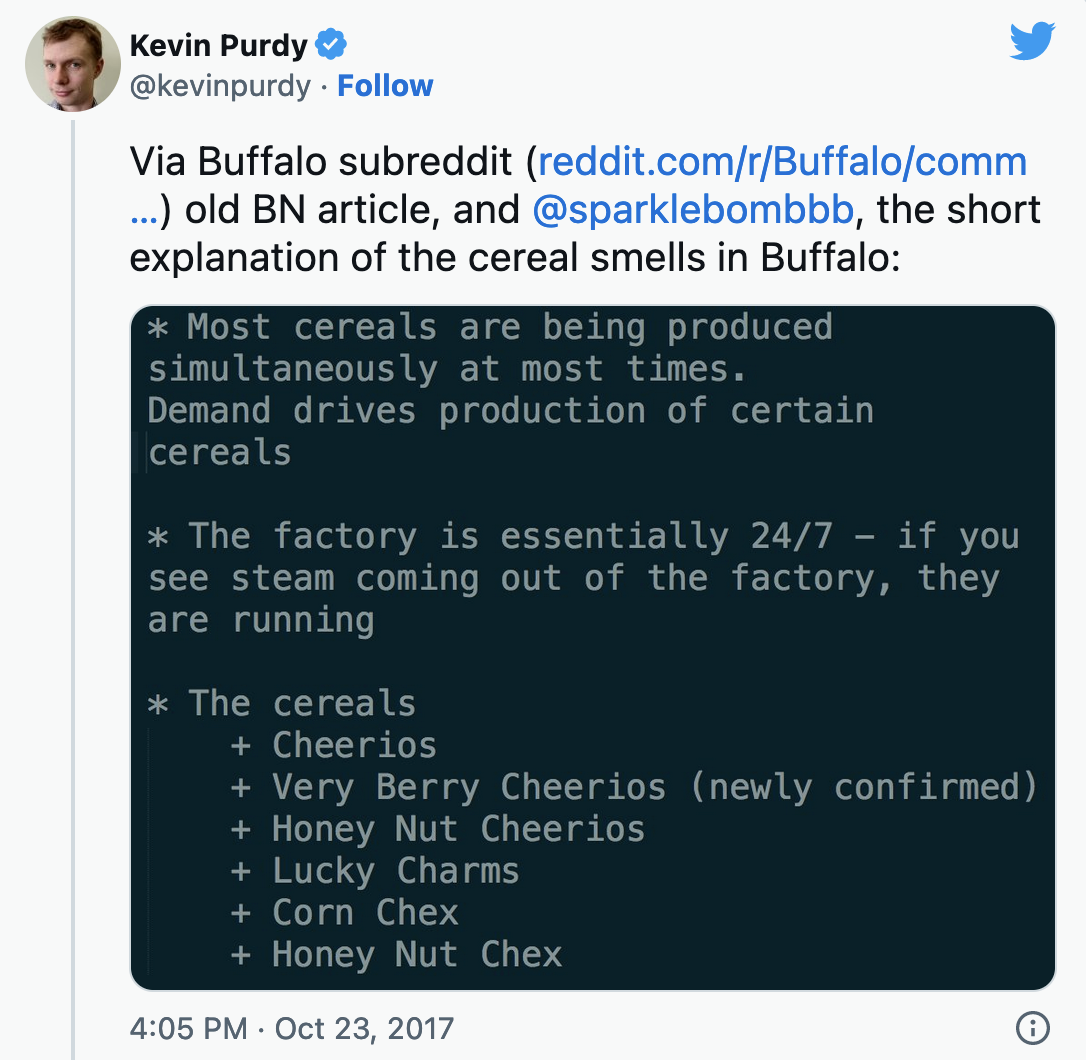 Kevin Purdy
@kevinpurdy · Follow
Via Buffalo subreddit (reddit.com/r/Buffalo/comm
…) old BN article, and @sparklebombbb, the short
explanation of the cereal smells in Buffalo:
* Most cereals are being produced
simultaneously at most times.
Demand drives production of certain
cereals
* The factory is essentially 24/7 – if you
see steam coming out of the factory, they
are running
* The cereals
+ Cheerios
+ Very Berry Cheerios (newly confirmed)
+ Honey Nut Cheerios
+ Lucky Charms
+ Corn Chex
+ Honey Nut Chex
4:05 PM · Oct 23, 2017